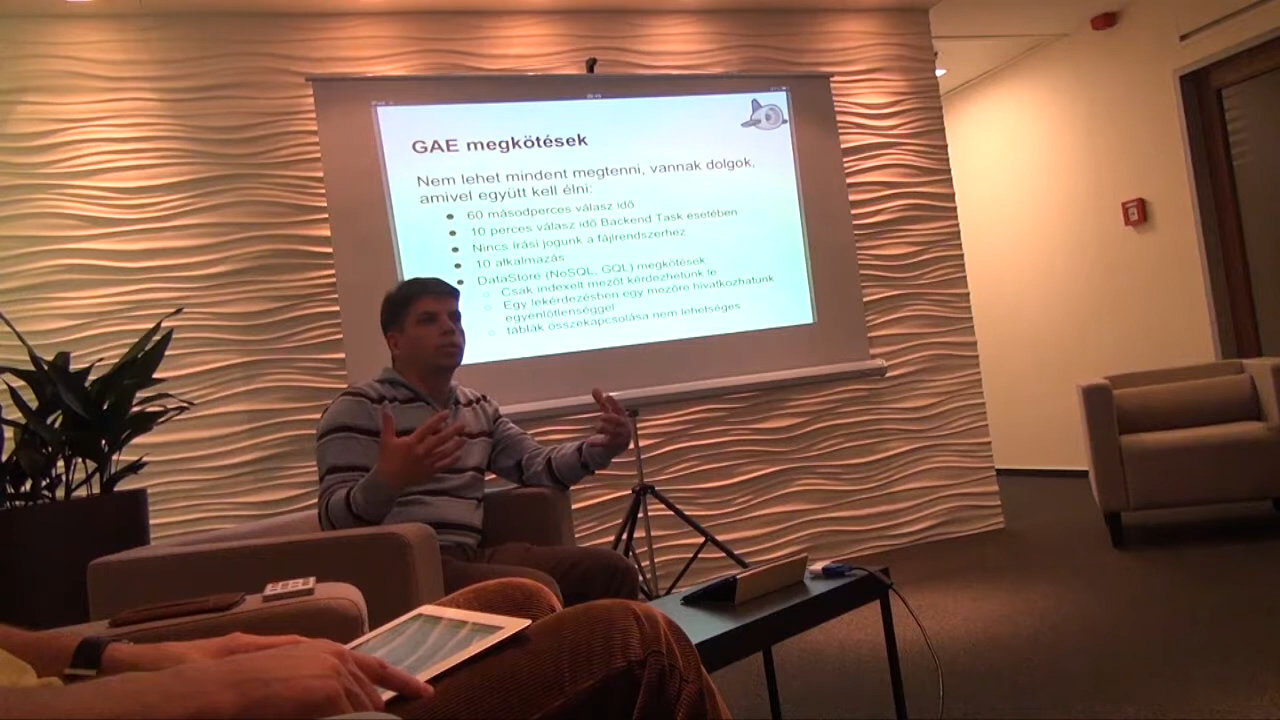 GAE megkötések
Nem lehet mindent megtenni, vannak dolgok,
amivel együtt kell élni:
60 másodperces válasz idő
10 perces válasz idő Backend Task esetében
Nincs írási jogunk a fájlrendszerhez
10 alkalmazás
DataStore (NoSQL, GQL) megkötések
Csak indexelt mezőt kérdezhetünk le
Egy lekérdezésben egy mezőre hivatkozhatunk
egyenlőtlenséggel
táblák összekapcsolása nem lehetséges